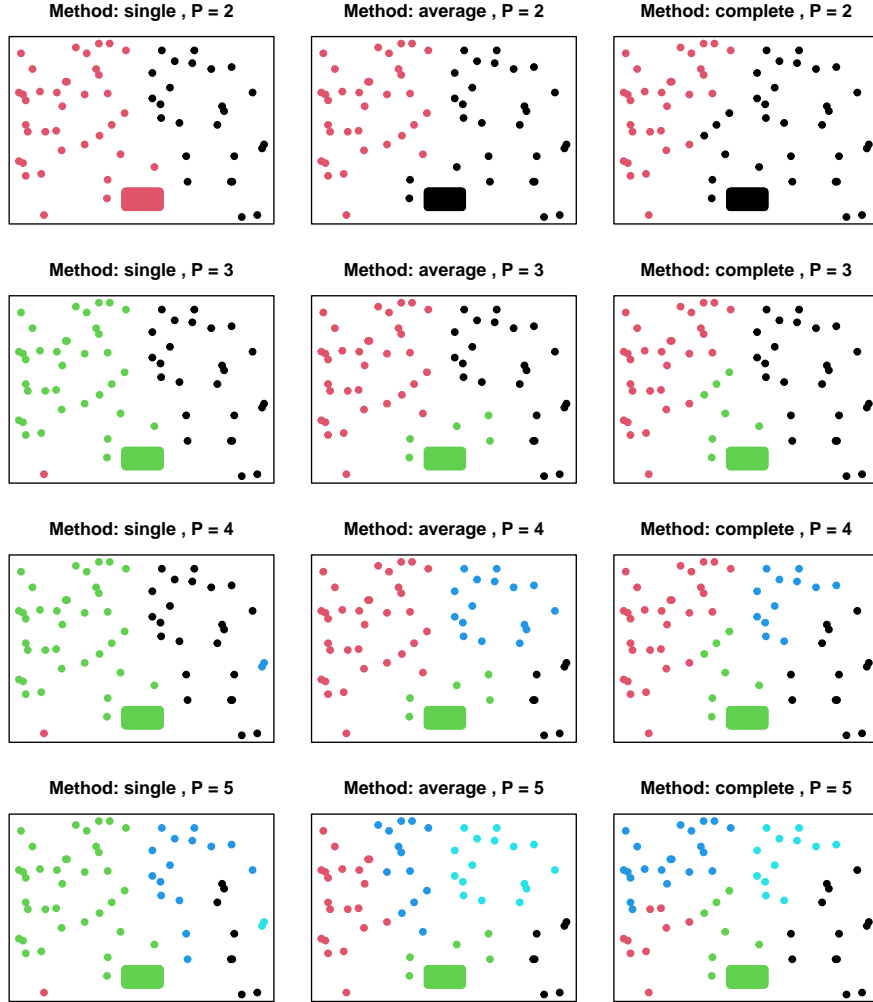 Method: single , P = 2
Method: average , P = 2
Method: complete , P = 2
Method: single , P = 3
Method: average , P = 3
Method: complete , P = 3
Method: single , P = 4
Method: average , P = 4
Method: complete , P = 4
Method: single , P = 5
Method: average , P = 5
Method: complete , P = 5